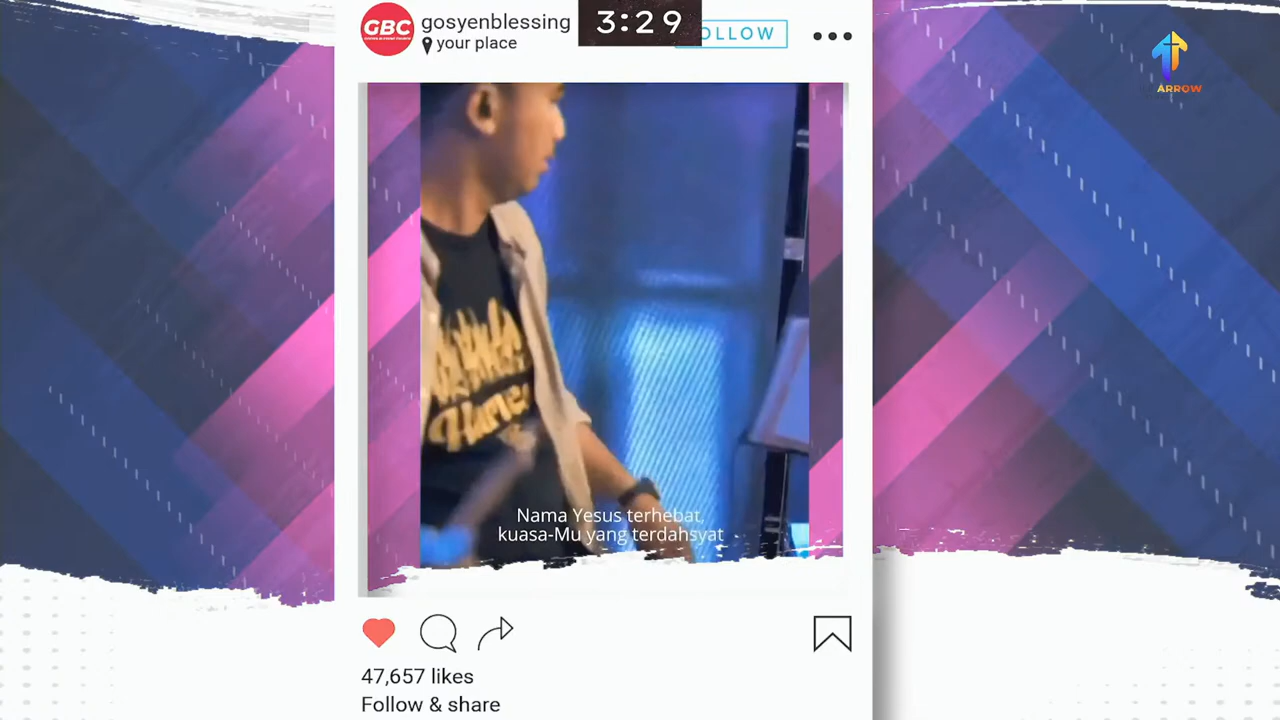 GBC
gosyenblessing
your place
3:29
OLLOW
ARROW
Home
Nama Yesus terhebat,
kuasa-Mu yang terdahsyat
47,657 likes
Follow & share